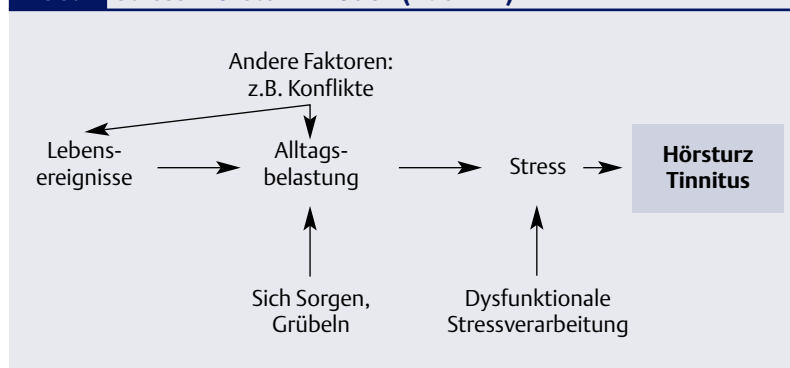 Andere Faktoren:
z.B. Konflikte
Lebens-
ereignisse
Alltags-
belastung
Stress
Hörsturz
Tinnitus
Sich Sorgen,
Grübeln
Dysfunktionale
Stressverarbeitung